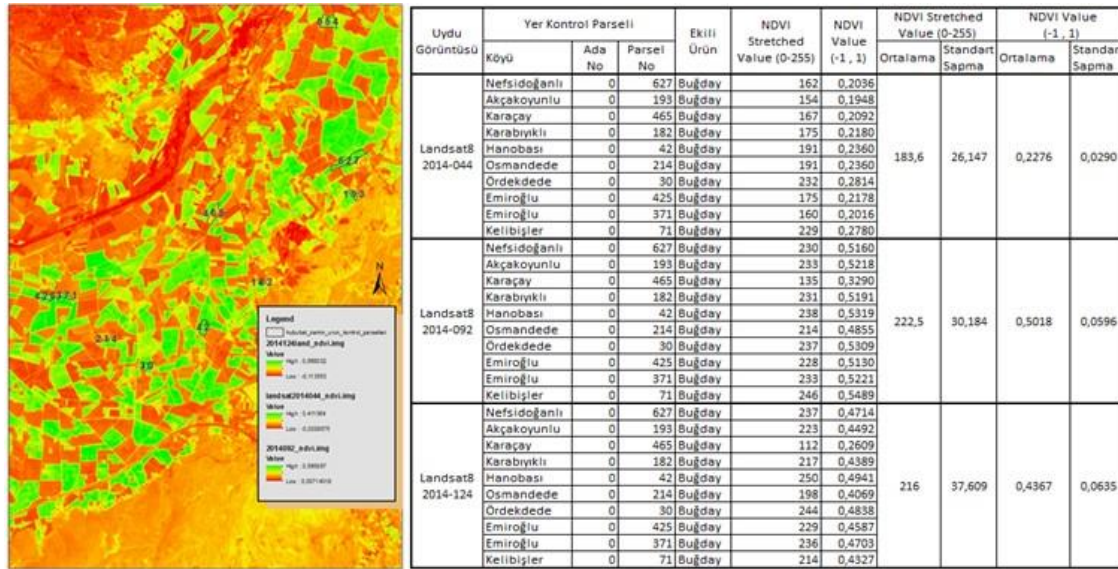 654
627
193
465
182
425371
42
214
30
N
Legend
Value
High
Low
landsat2014044_ndvi.img
Value
High
Low
2014092_ndvi.img
Value
High
Low
Uydu Görüntüsü | Yer Kontrol Parseli | Ekili Ürün | NDVI Stretched Value (0-255) | NDVI Value (-1 , 1) | NDVI Stretched Value (0-255) | NDVI Value (-1 , 1)
Köyü | Ada No | Parsel No | Ortalama | Standart Sapma | Ortalama | Standart Sapma
Landsat8 2014-044 | 183,6 | 26,147 | 0,2276 | 0,0290
Nefsidoğanlı 0 627 Buğday 162 0,2036
Akçakoyunlu 0 193 Buğday 154 0,1948
Karaçay 0 465 Buğday 167 0,2092
Karabıyıklı 0 182 Buğday 175 0,2180
Hanobası 0 42 Buğday 191 0,2360
Osmandede 0 214 Buğday 191 0,2360
Ördekdede 0 30 Buğday 232 0,2814
Emiroğlu 0 425 Buğday 175 0,2178
Emiroğlu 0 371 Buğday 160 0,2016
Kelibişler 0 71 Buğday 229 0,2780
Landsat8 2014-092 | 222,5 | 30,184 | 0,5018 | 0,0596
Nefsidoğanlı 0 627 Buğday 230 0,5160
Akçakoyunlu 0 193 Buğday 233 0,5218
Karaçay 0 465 Buğday 135 0,3290
Karabıyıklı 0 182 Buğday 231 0,5191
Hanobası 0 42 Buğday 238 0,5319
Osmandede 0 214 Buğday 214 0,4855
Ördekdede 0 30 Buğday 237 0,5309
Emiroğlu 0 425 Buğday 228 0,5130
Emiroğlu 0 371 Buğday 233 0,5221
Kelibişler 0 71 Buğday 246 0,5489
Landsat8 2014-124 | 216 | 37,609 | 0,4367 | 0,0635
Nefsidoğanlı 0 627 Buğday 237 0,4714
Akçakoyunlu 0 193 Buğday 223 0,4492
Karaçay 0 465 Buğday 112 0,2609
Karabıyıklı 0 182 Buğday 217 0,4389
Hanobası 0 42 Buğday 250 0,4941
Osmandede 0 214 Buğday 198 0,4069
Ördekdede 0 30 Buğday 244 0,4838
Emiroğlu 0 425 Buğday 229 0,4587
Emiroğlu 0 371 Buğday 236 0,4703
Kelibişler 0 71 Buğday 214 0,4327